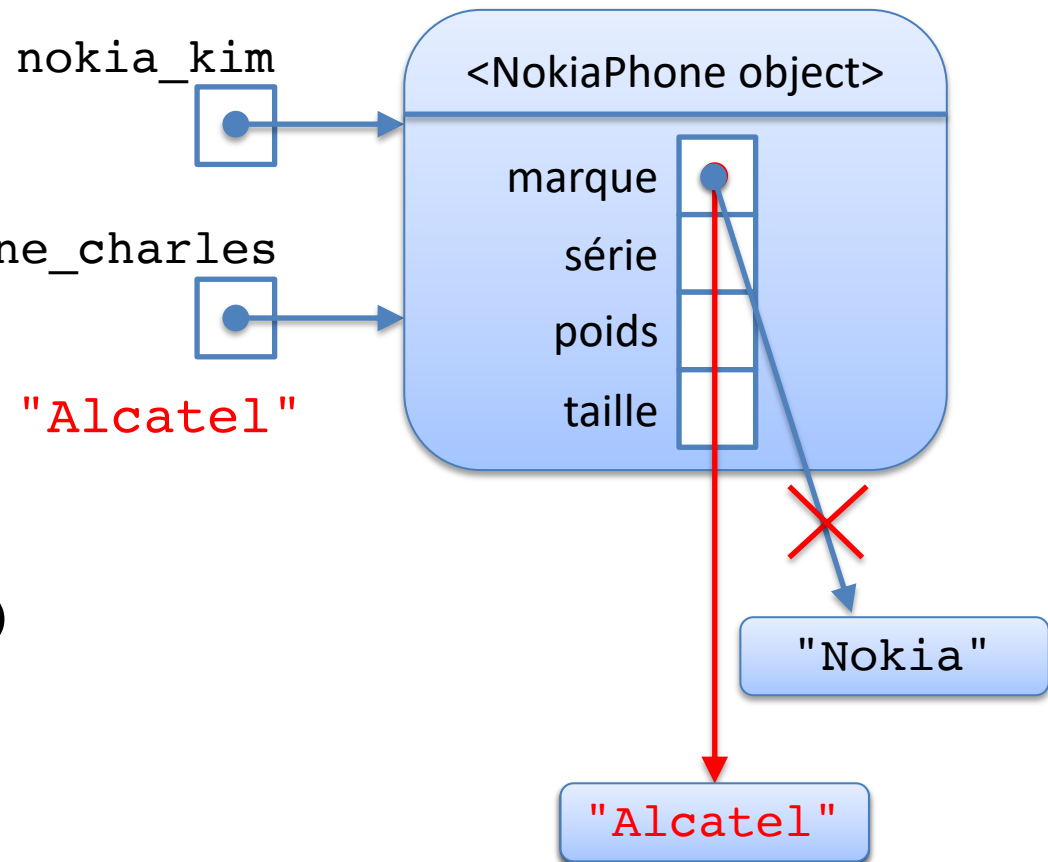 nokia_kim
<NokiaPhone object>
marque
ne_charles
série
poids
"Alcatel"
taille
)
"Nokia"
"Alcatel"